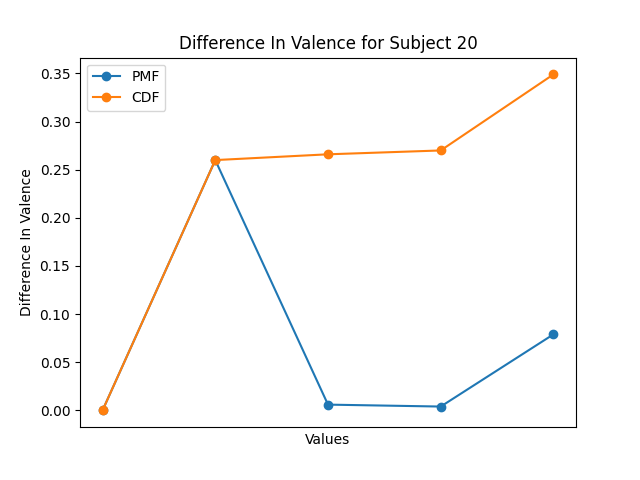 Difference In Valence for Subject 20
PMF
CDF
0.35
0.30
0.25
0.20
0.15
0.10
0.05
0.00
Difference In Valence
Values